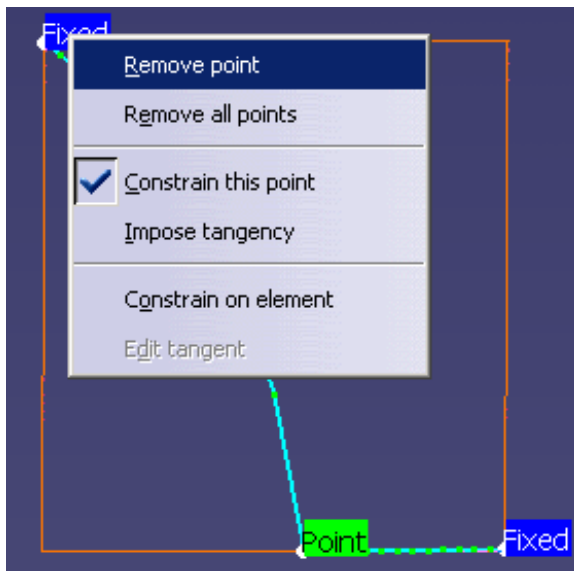 Fixed
Remove point
Remove all points
Constrain this point
Impose tangency
Constrain on element
Edit tangent
Point
Fixed